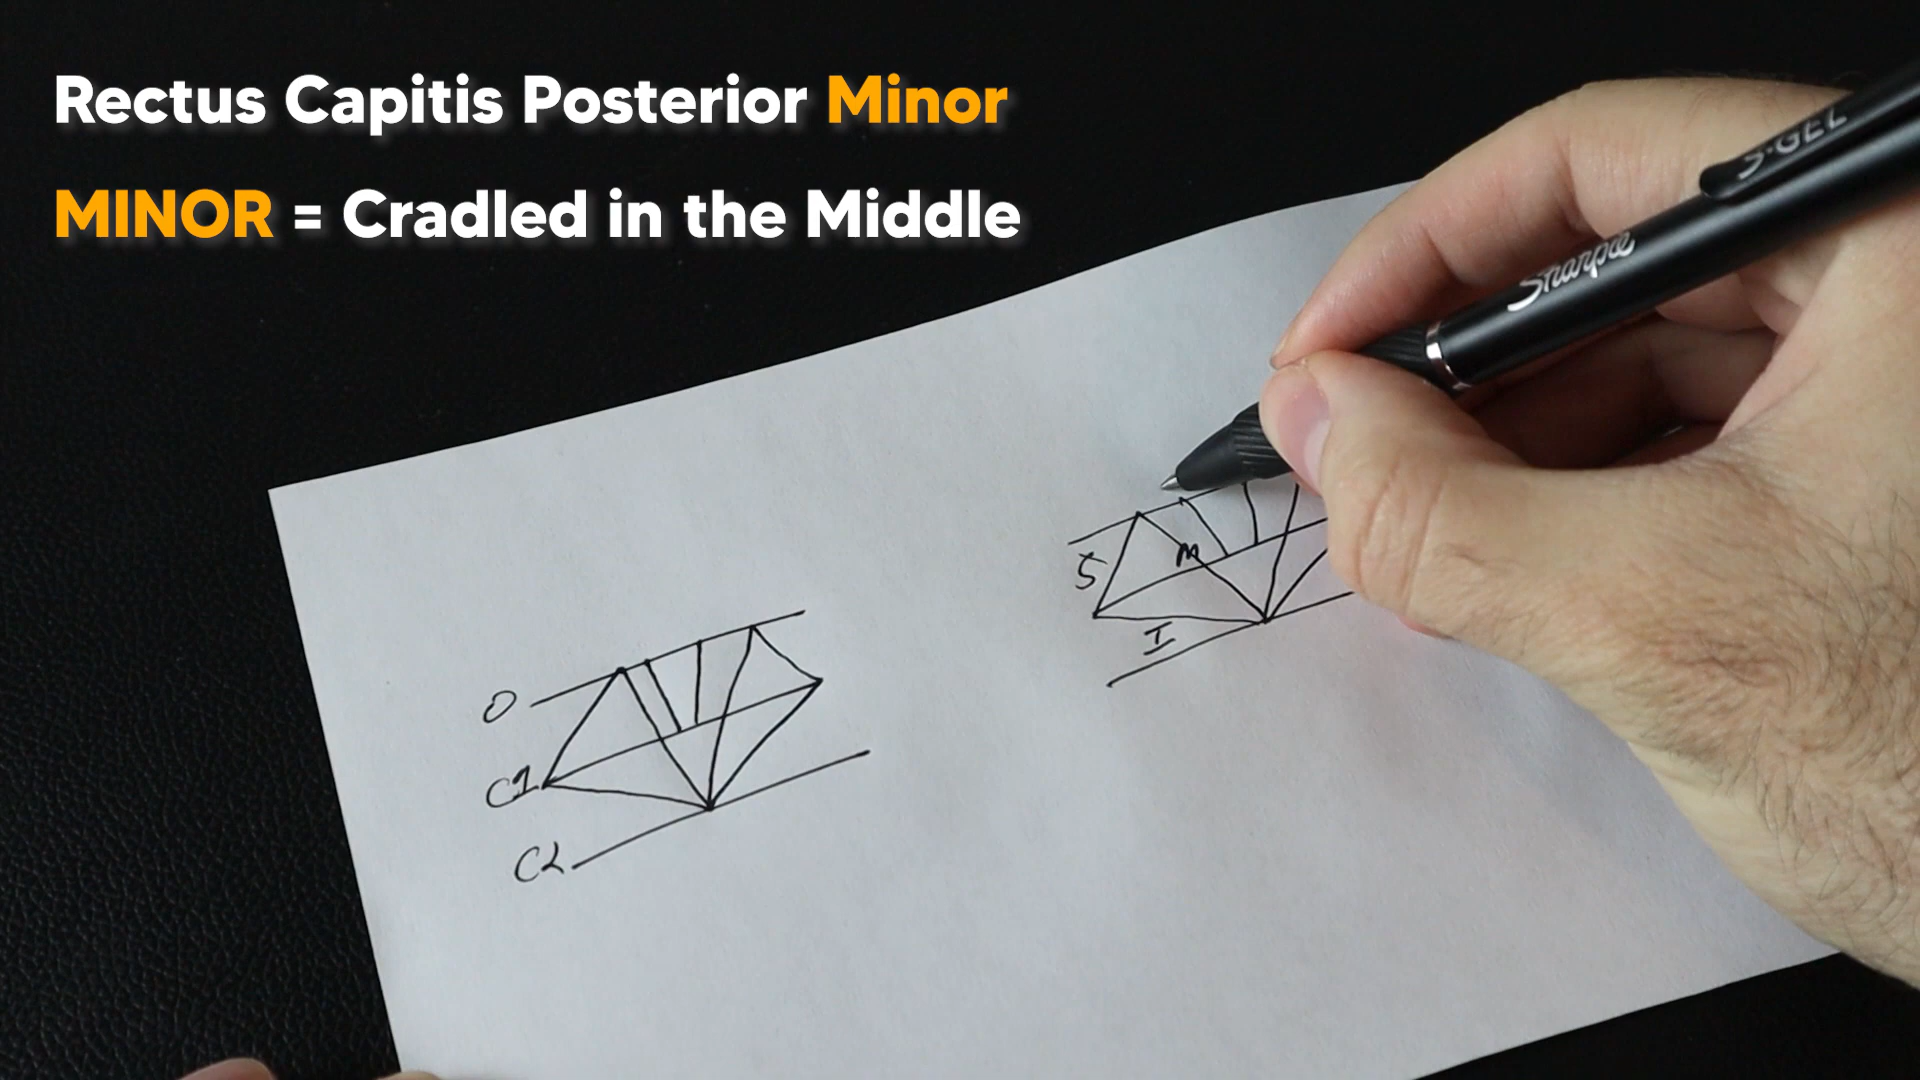 Rectus Capitis Posterior Minor
MINOR = Cradled in the Middle
S·GEL
Sharpie
S
M
I
O
C1
C2